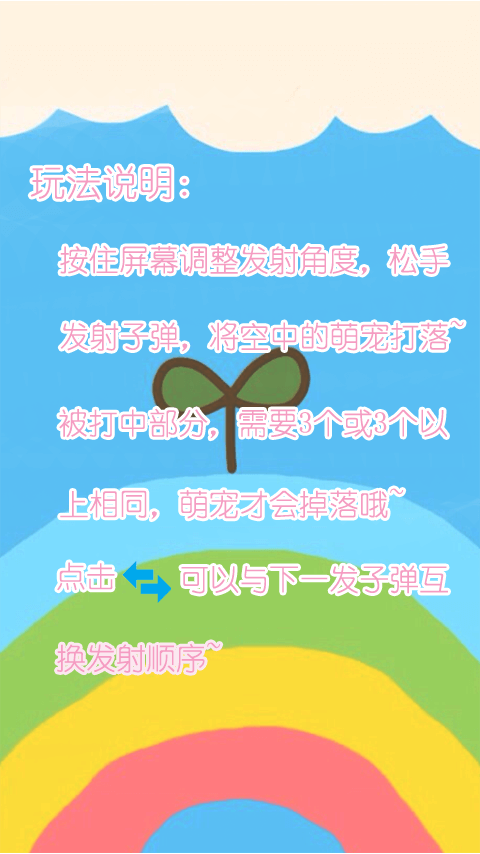 玩法说明：
按住屏幕调整发射角度，松手
发射子弹，将空中的萌宠打落~
被打中部分，需要3个或3个以
上相同，萌宠才会掉落哦~
点击 可以与下一发子弹互
换发射顺序~